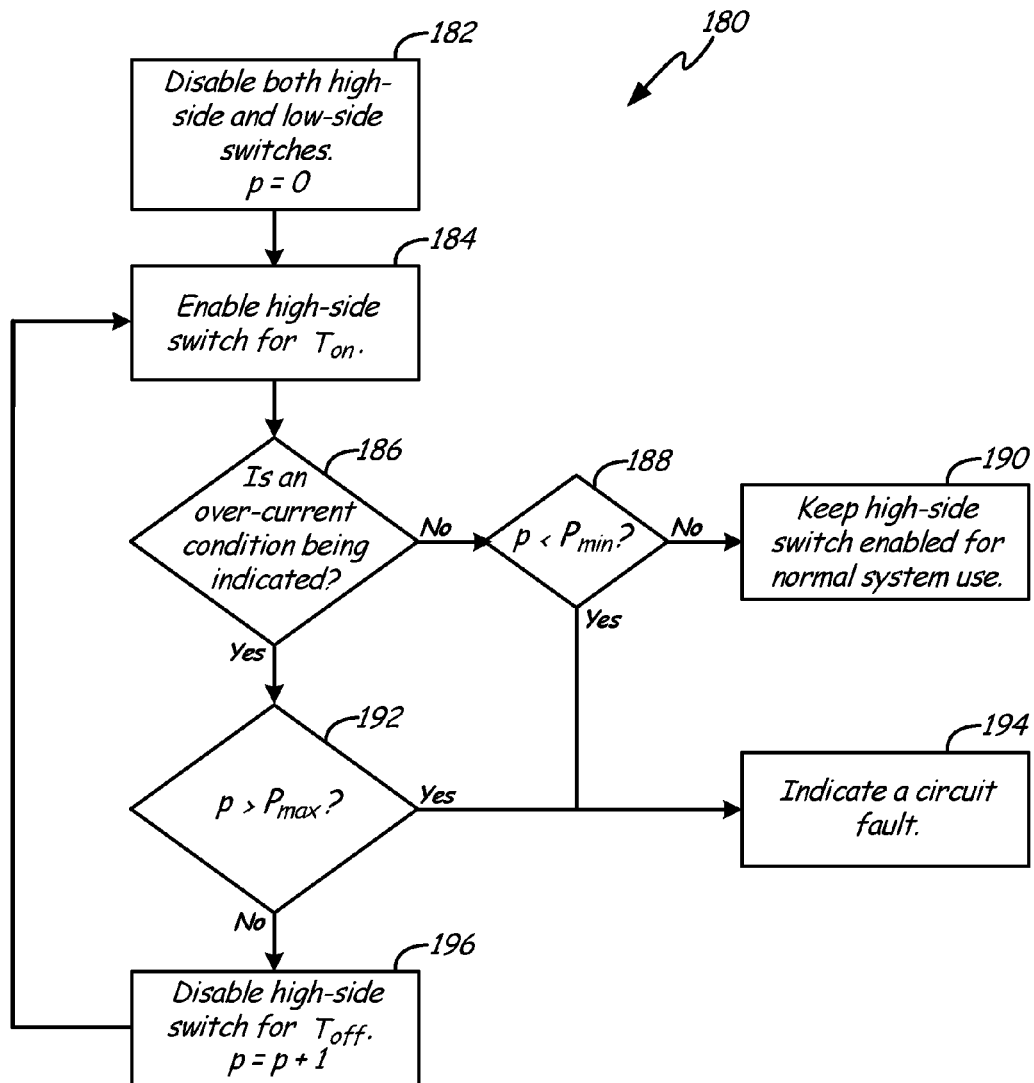 180
182
Disable both high-
side and low-side
switches.
p = 0
184
Enable high-side
switch for Ton.
186
Is an
over-current
condition being
indicated?
No
Yes
188
p < Pmin?
No
Yes
190
Keep high-side
switch enabled for
normal system use.
192
p > Pmax?
Yes
No
194
Indicate a circuit
fault.
196
Disable high-side
switch for Toff.
p = p + 1